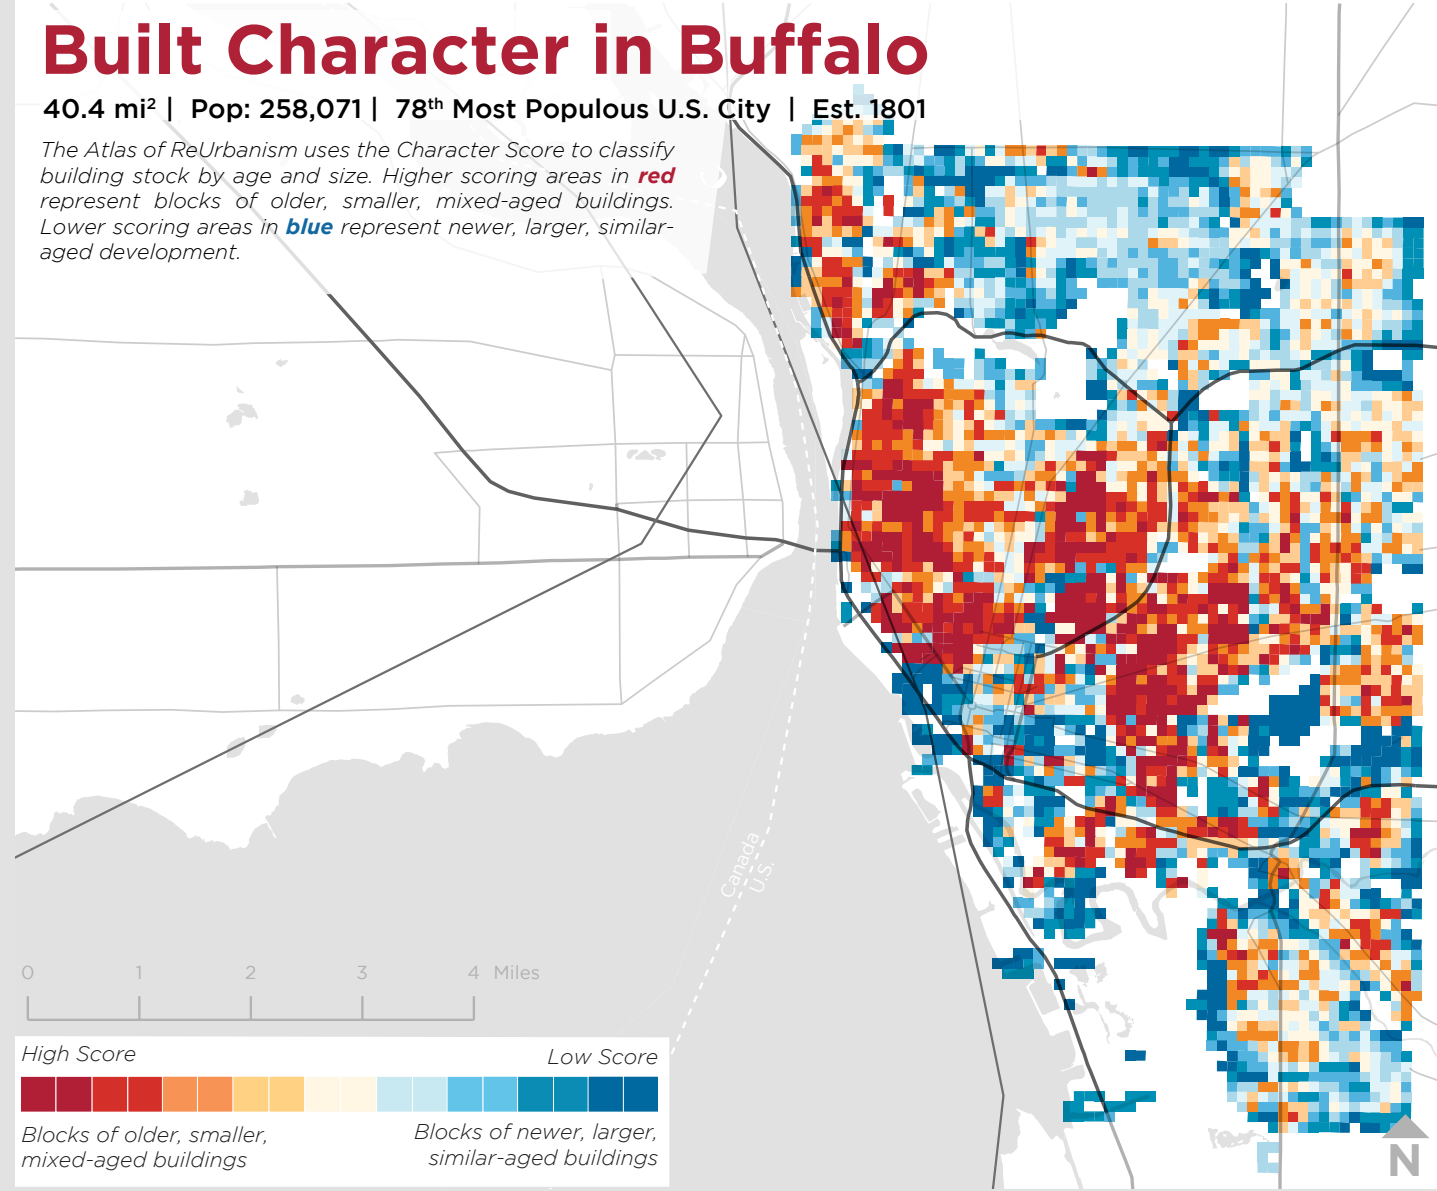 Built Character in Buffalo
40.4 mi² | Pop: 258,071 | 78th Most Populous U.S. City | Est. 1801
The Atlas of ReUrbanism uses the Character Score to classify
building stock by age and size. Higher scoring areas in red
represent blocks of older, smaller, mixed-aged buildings.
Lower scoring areas in blue represent newer, larger, similar-
aged development.
Canada
U.S.
0 1 2 3 4 Miles
High Score Low Score
Blocks of older, smaller,
mixed-aged buildings
Blocks of newer, larger,
similar-aged buildings
N